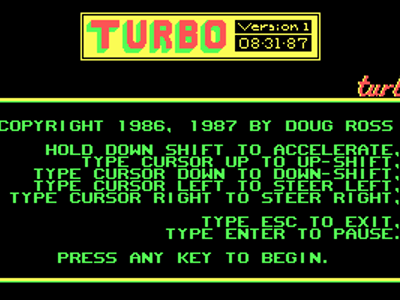 TURBO
Version 1
08-31-87
turb
COPYRIGHT 1986, 1987 BY DOUG ROSS
HOLD DOWN SHIFT TO ACCELERATE,
TYPE CURSOR UP TO UP-SHIFT,
TYPE CURSOR DOWN TO DOWN-SHIFT,
TYPE CURSOR LEFT TO STEER LEFT,
TYPE CURSOR RIGHT TO STEER RIGHT,
TYPE ESC TO EXIT,
TYPE ENTER TO PAUSE.
PRESS ANY KEY TO BEGIN.